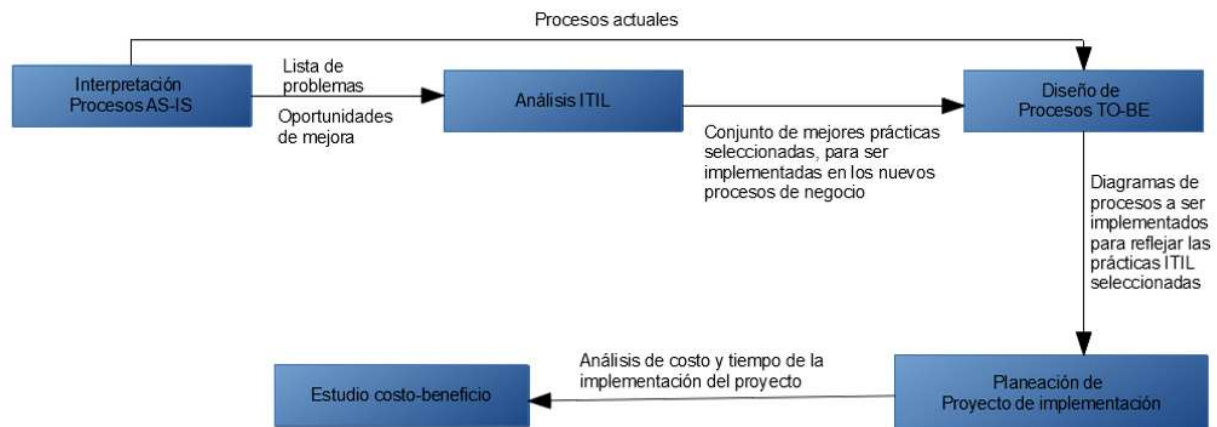 Procesos actuales
Interpretación
Procesos AS-IS
Lista de
problemas
Oportunidades
de mejora
Análisis ITIL
Conjunto de mejores prácticas
seleccionadas, para ser
implementadas en los nuevos
procesos de negocio
Diseño de
Procesos TO-BE
Diagramas de
procesos a ser
implementados
para reflejar las
prácticas ITIL
seleccionadas
Planeación de
Proyecto de implementación
Análisis de costo y tiempo de la
implementación del proyecto
Estudio costo-beneficio